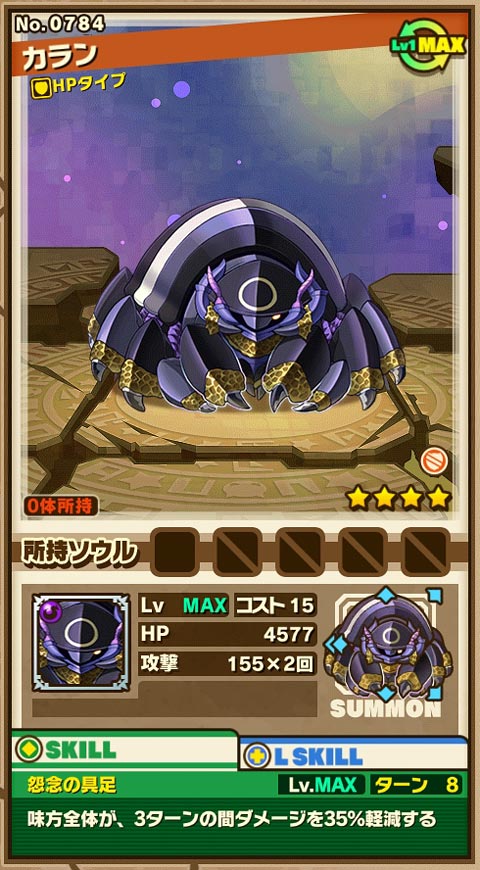 No.0784
カラン
Lv1 MAX
HPタイプ
0体所持
所持ソウル
Lv MAX コスト 15
HP 4577
攻撃 155×2回
SUMMON
SKILL
L SKILL
怨念の具足 Lv.MAX ターン 8
味方全体が、3ターンの間ダメージを35%軽減する